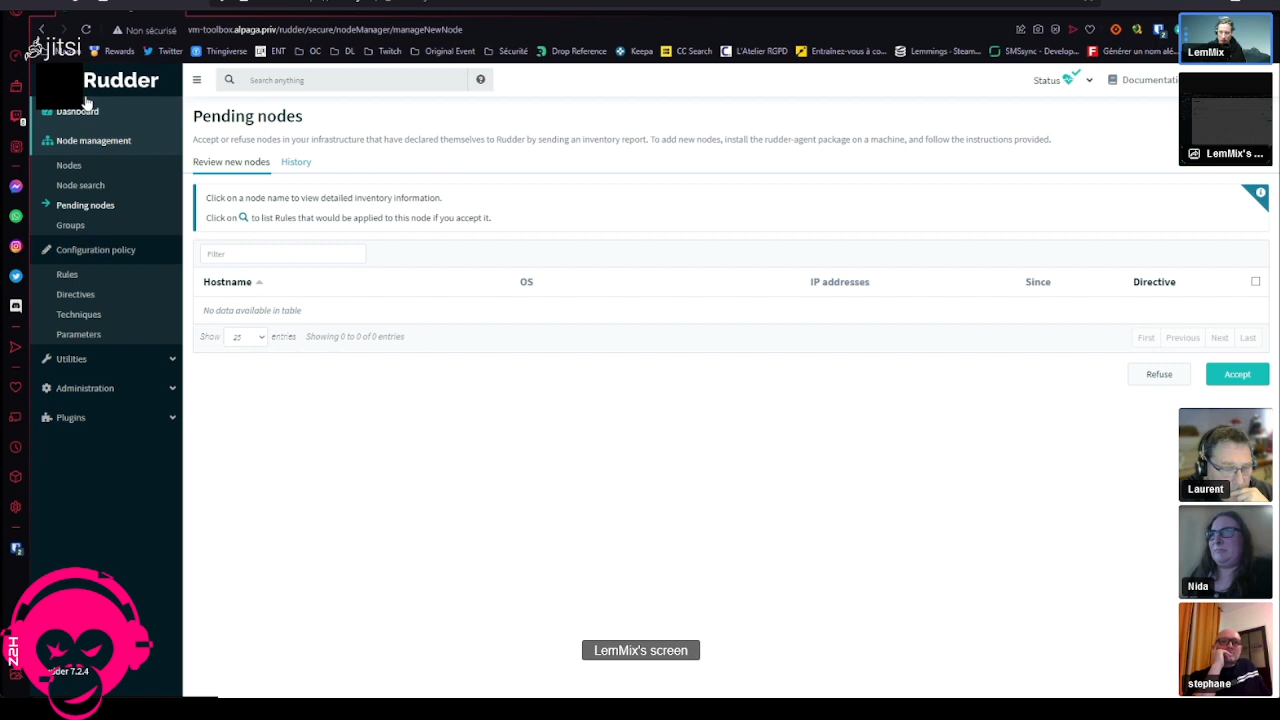 Non sécurisé
vm-toolbox.alpaga.priv/rudder/secure/nodeManager/manageNewNode
jitsi
Rewards
Twitter
Thingiverse
ENT
OC
DL
Twitch
Original Event
Sécurité
Drop Reference
Keepa
CC Search
L'Atelier RGPD
Entraînez-vous à co...
Lemmings - Steam...
SMSsync - Develop...
Générer un nom alé...
LemMix
Rudder
Search anything
Status
Documentati
Dashboard
Node management
Nodes
Node search
Pending nodes
Groups
Configuration policy
Rules
Directives
Techniques
Parameters
Utilities
Administration
Plugins
Pending nodes
Accept or refuse nodes in your infrastructure that have declared themselves to Rudder by sending an inventory report. To add new nodes, install the rudder-agent package on a machine, and follow the instructions provided.
Review new nodes History
Click on a node name to view detailed inventory information.
Click on to list Rules that would be applied to this node if you accept it.
Filter
Hostname OS IP addresses Since Directive
No data available in table
Show 25 entries Showing 0 to 0 of 0 entries
First Previous Next Last
Refuse Accept
LemMix's ...
Laurent
Nida
stephane
LemMix's screen
Z2H
dder 7.2.4